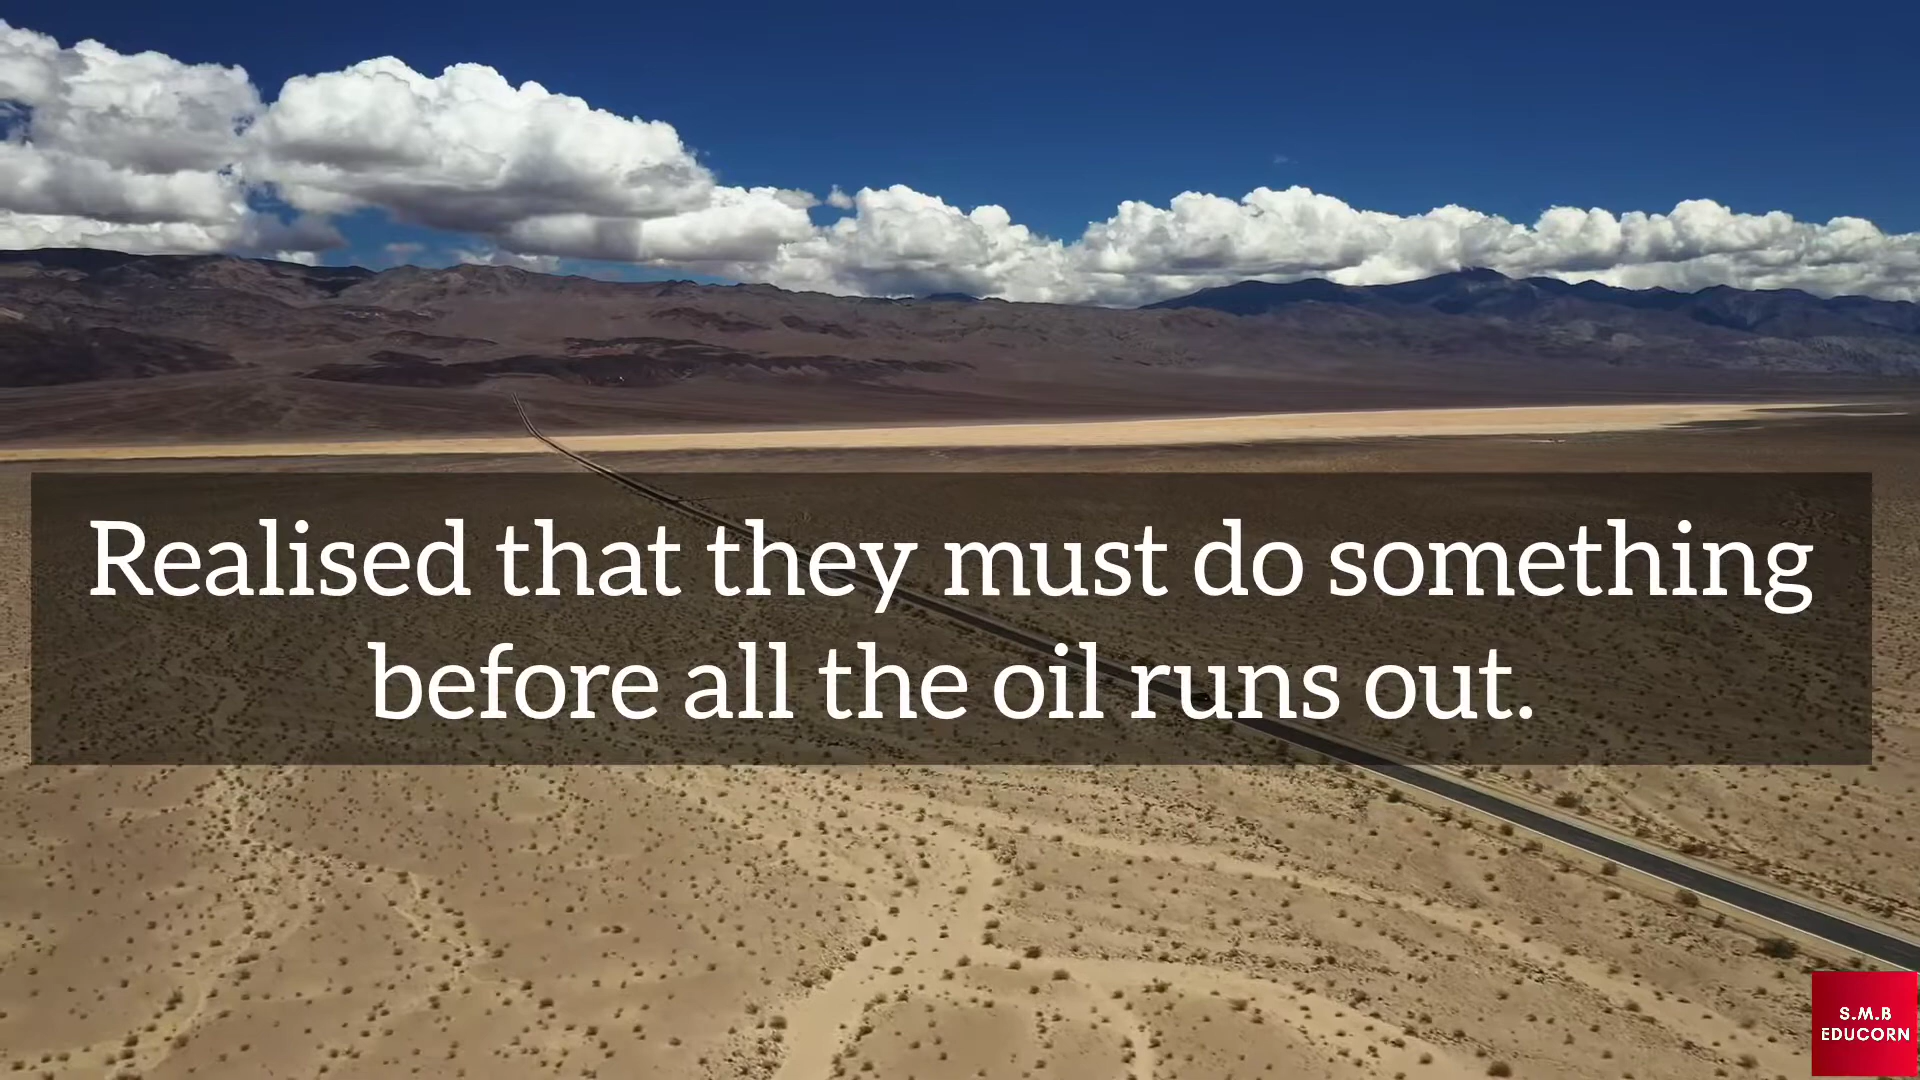 Realised that they must do something
before all the oil runs out.
S.M.B
EDUCORN